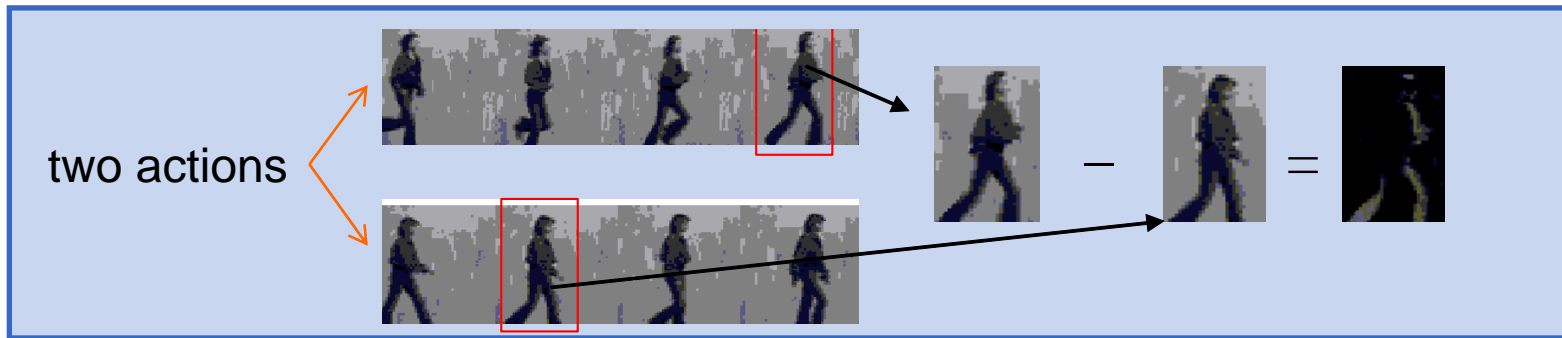 two actions
− =